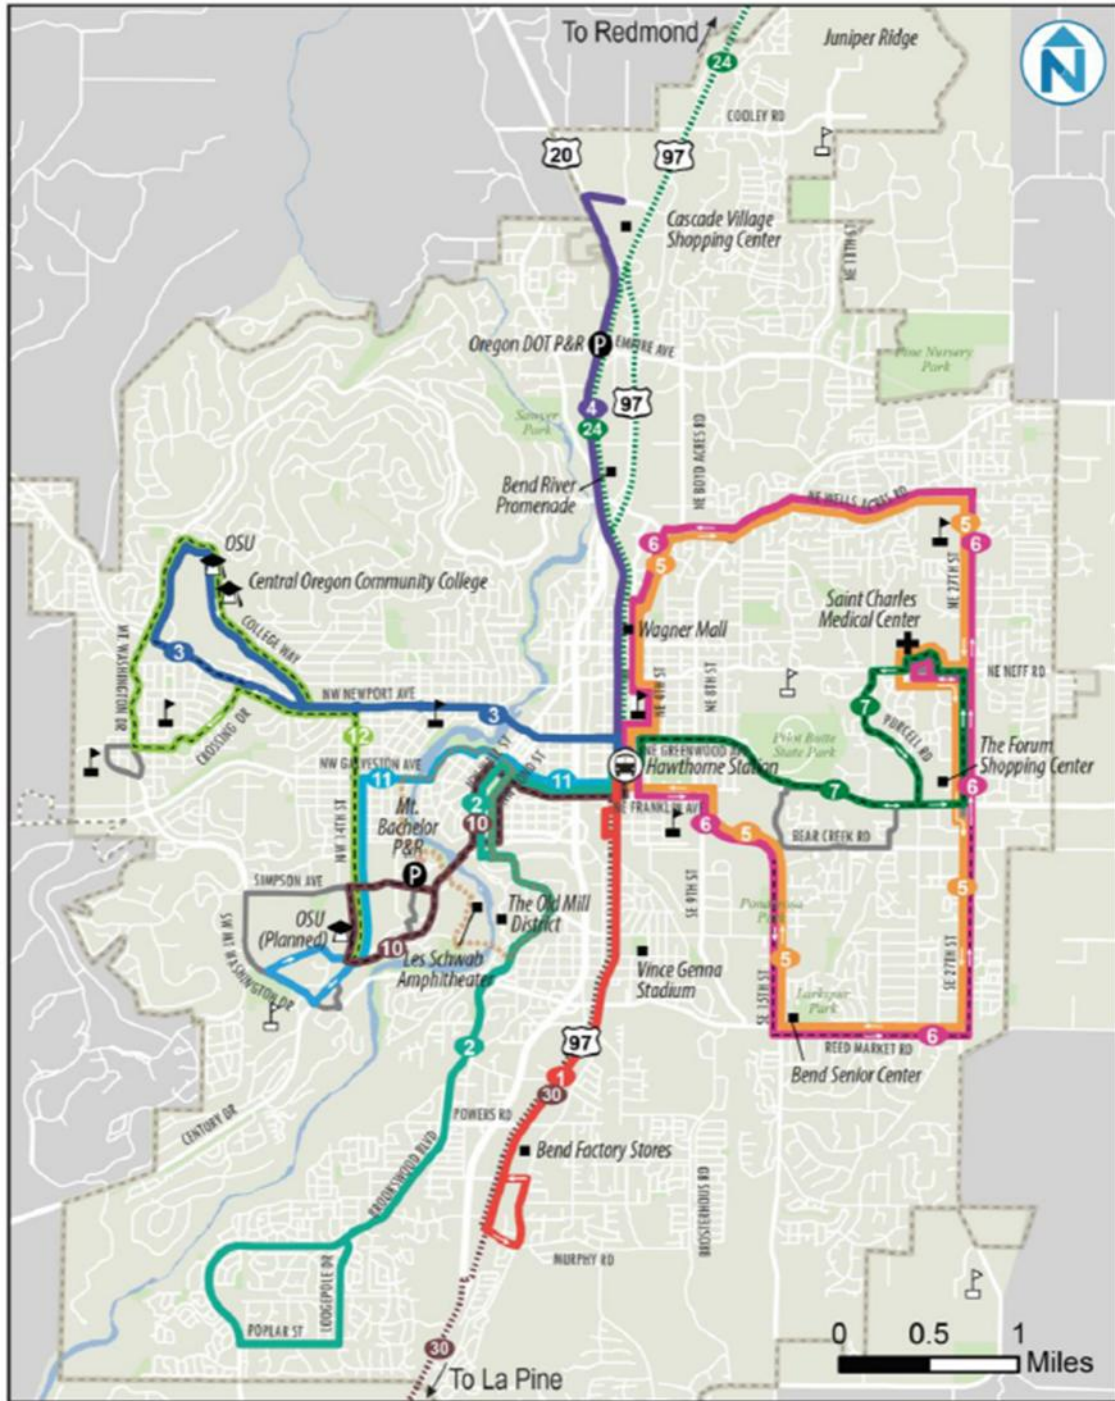 To Redmond
24
Juniper Ridge
N
COOLEY RD
20
97
Cascade Village
Shopping Center
NE 18TH ST
Oregon DOT P&R
P
EMPIRE AVE
Pine Nursery
Park
97
4
24
Sawyer
Park
NE BOYD ACRES RD
Bend River
Promenade
NE WELLS ACRES RD
5
6
6
5
NE 27TH ST
OSU
Central Oregon Community College
Saint Charles
Medical Center
Wagner Mall
MT. WASHINGTON DR
COLLEGE WAY
3
NE NEFF RD
NE 8TH ST
NW NEWPORT AVE
3
7
PURCELL RD
CROSSING DR
12
Pilot Butte
State Park
NE GREENWOOD AVE
Hawthorne Station
The Forum
Shopping Center
NW GALVESTON AVE
11
11
7
6
2
10
NE FRANKLIN AVE
6
5
BEAR CREEK RD
Mt.
Bachelor
P&R
P
NW 14TH ST
SIMPSON AVE
SE 9TH ST
Ponderosa
Park
5
The Old Mill
District
OSU
(Planned)
10
Les Schwab
Amphitheater
SW MT WASHINGTON DR
Vince Genna
Stadium
5
SE 15TH ST
SE 27TH ST
Larkspur
Park
97
6
REED MARKET RD
Bend Senior Center
2
1
30
POWERS RD
CENTURY DR
BROOKSWOOD BLVD
Bend Factory Stores
BROSTERHOUS RD
MURPHY RD
LODGEPOLE DR
POPLAR ST
30
To La Pine
0 0.5 1
Miles